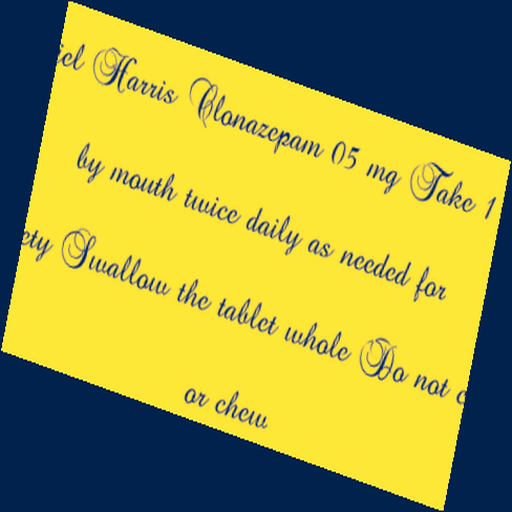 Harris Clonazepam 05 mg Take 1
by mouth twice daily as needed for
Swallow the tablet whole Do not
or chew